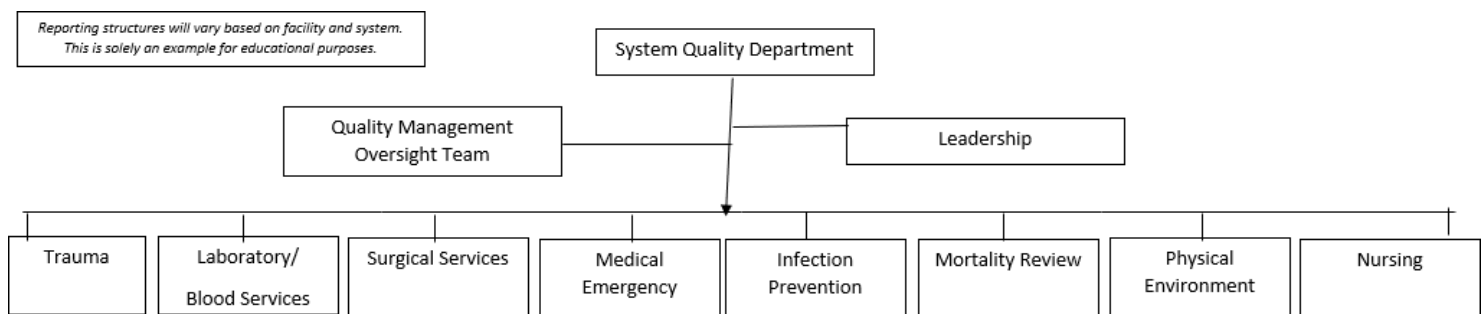 Reporting structures will vary based on facility and system.
This is solely an example for educational purposes.
System Quality Department
Quality Management
Oversight Team
Leadership
Trauma
Laboratory/
Blood Services
Surgical Services
Medical
Emergency
Infection
Prevention
Mortality Review
Physical
Environment
Nursing